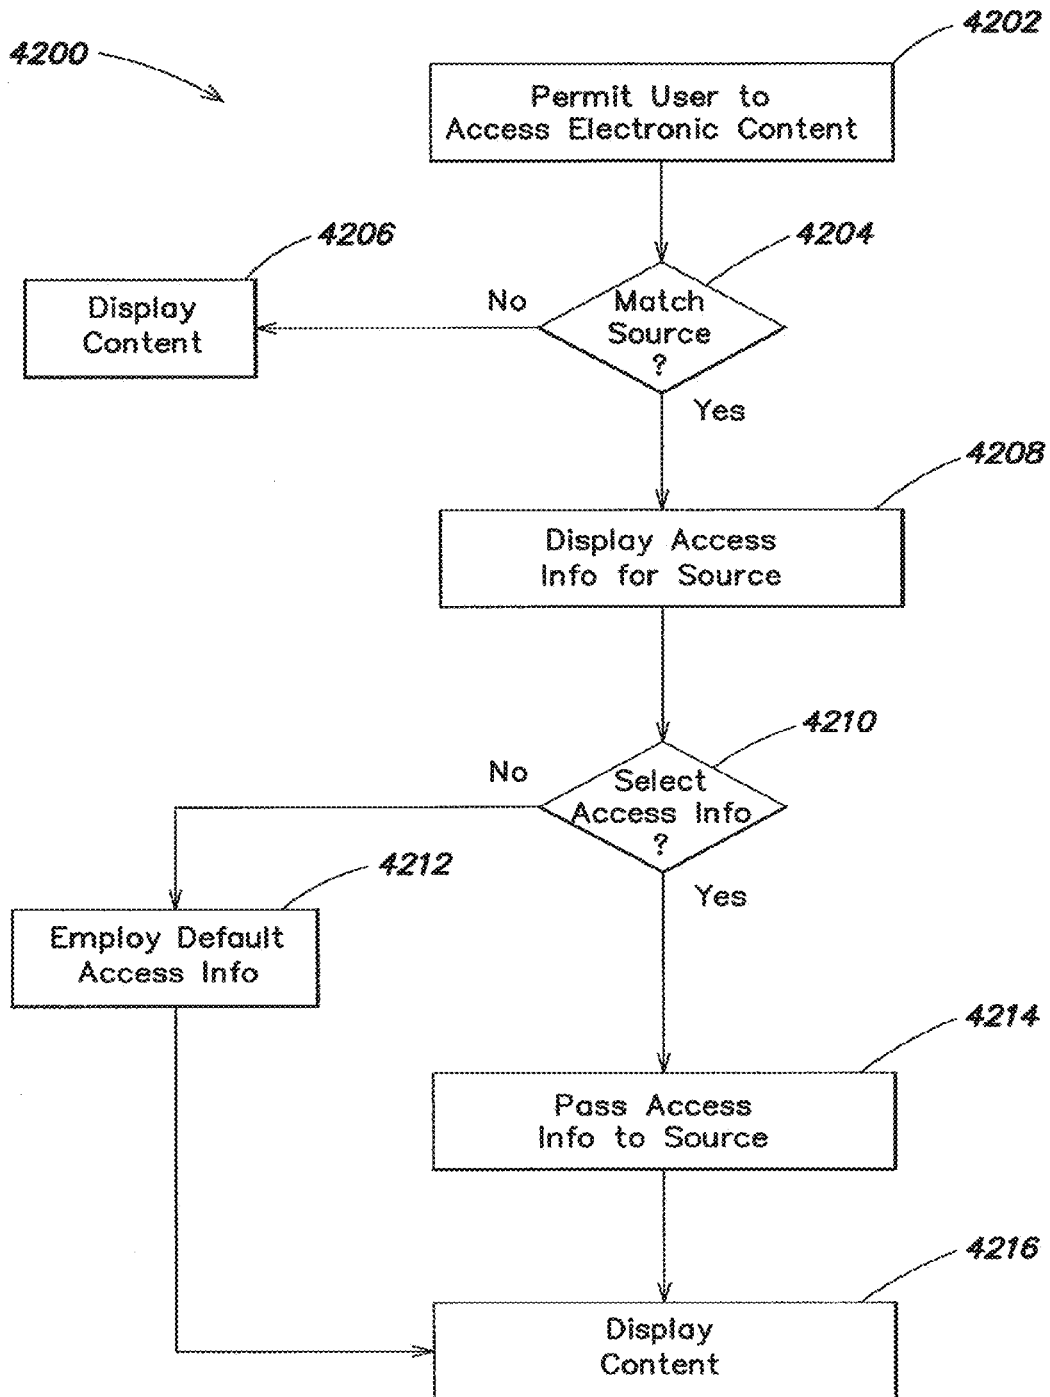 4200
4202
Permit User to
Access Electronic Content
4204
4206
Match
Source
?
No
Display
Content
Yes
4208
Display Access
Info for Source
4210
Select
Access Info
?
No
4212
Yes
Employ Default
Access Info
4214
Pass Access
Info to Source
4216
Display
Content